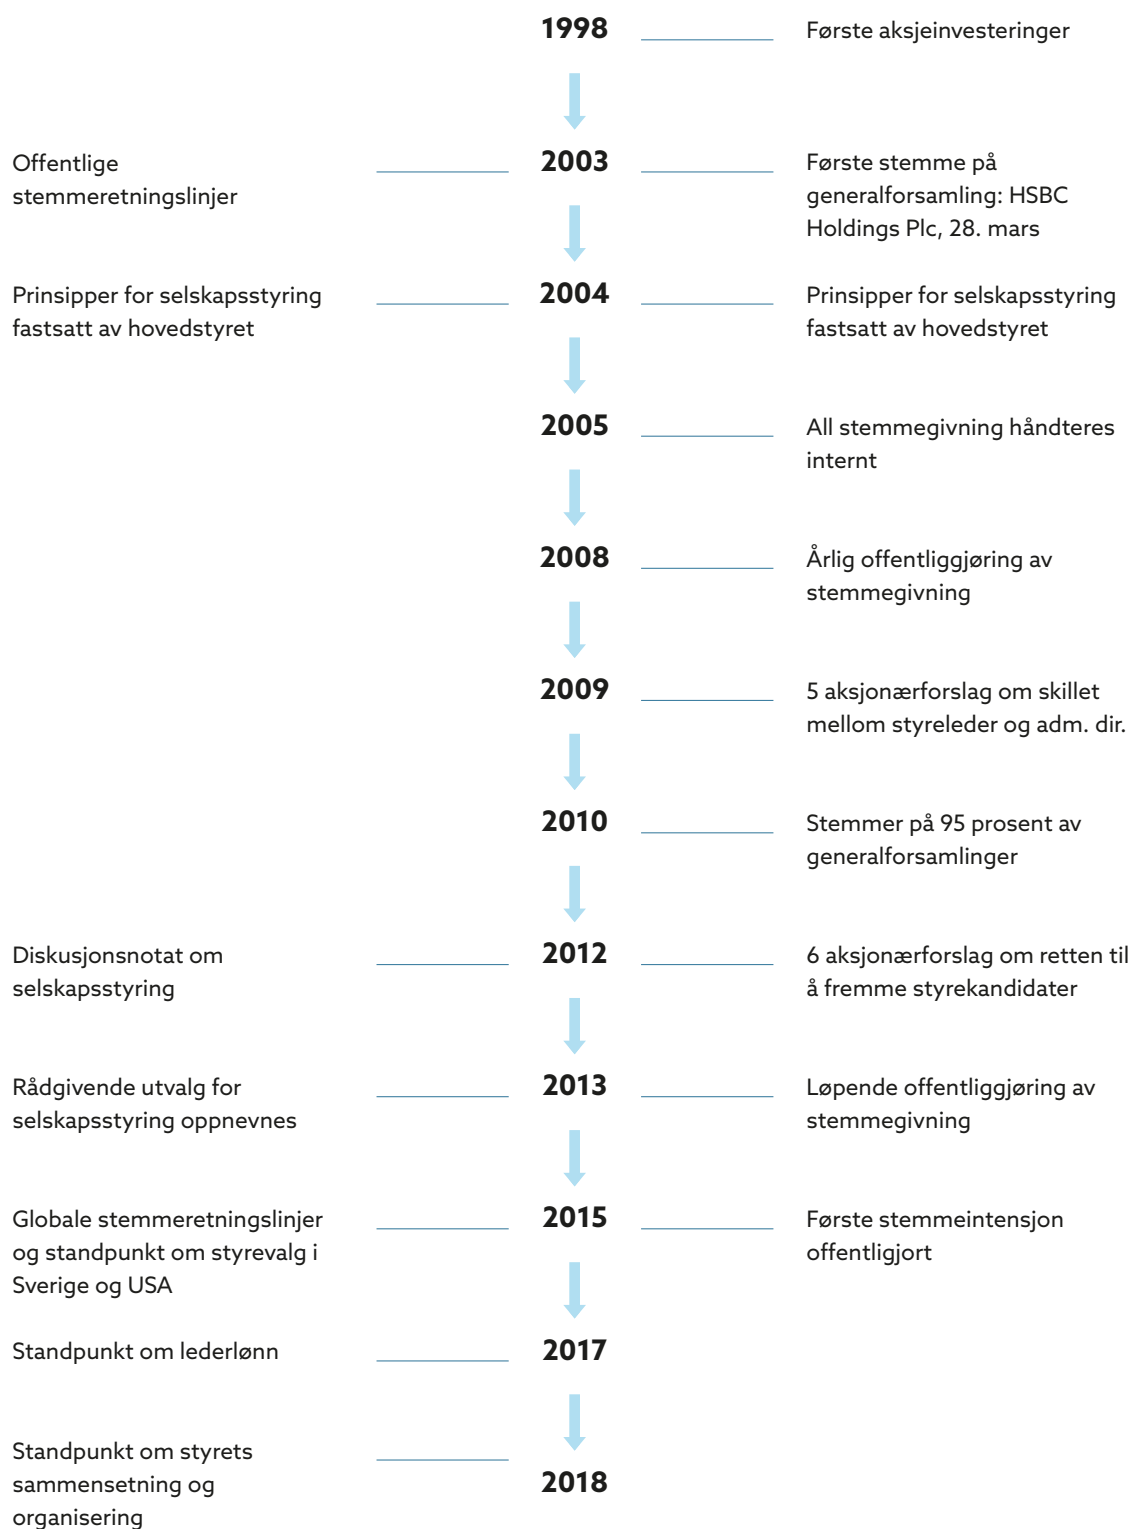 1998
Første aksjeinvesteringer
Offentlige
stemmeretningslinjer
2003
Første stemme på
generalforsamling: HSBC
Holdings Plc, 28. mars
Prinsipper for selskapsstyring
fastsatt av hovedstyret
2004
Prinsipper for selskapsstyring
fastsatt av hovedstyret
2005
All stemmegivning håndteres
internt
2008
Årlig offentliggjøring av
stemmegivning
2009
5 aksjonærforslag om skillet
mellom styreleder og adm. dir.
2010
Stemmer på 95 prosent av
generalforsamlinger
Diskusjonsnotat om
selskapsstyring
2012
6 aksjonærforslag om retten til
å fremme styrekandidater
Rådgivende utvalg for
selskapsstyring oppnevnes
2013
Løpende offentliggjøring av
stemmegivning
Globale stemmeretningslinjer
og standpunkt om styrevalg i
Sverige og USA
2015
Første stemmeintensjon
offentligjort
Standpunkt om lederlønn
2017
Standpunkt om styrets
sammensetning og
organisering
2018